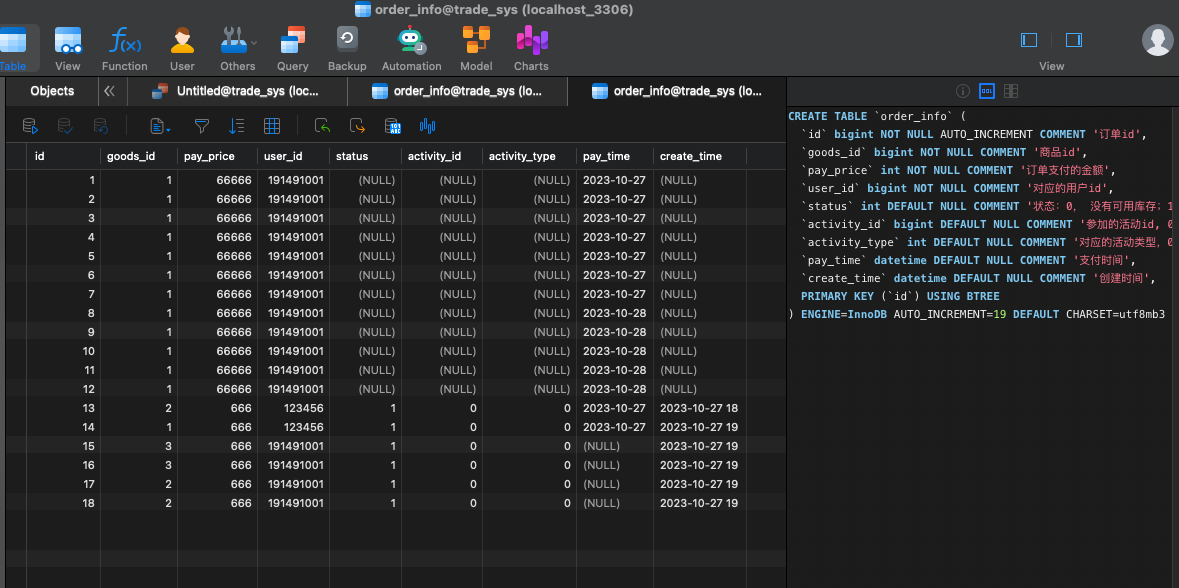 order_info@trade_sys (localhost_3306)
Table View Function User Others Query Backup Automation Model Charts View
Objects Untitled@trade_sys (loc... order_info@trade_sys (lo... order_info@trade_sys (lo...
id goods_id pay_price user_id status activity_id activity_type pay_time create_time
1 1 66666 191491001 (NULL) (NULL) (NULL) 2023-10-27 (NULL)
2 1 66666 191491001 (NULL) (NULL) (NULL) 2023-10-27 (NULL)
3 1 66666 191491001 (NULL) (NULL) (NULL) 2023-10-27 (NULL)
4 1 66666 191491001 (NULL) (NULL) (NULL) 2023-10-27 (NULL)
5 1 66666 191491001 (NULL) (NULL) (NULL) 2023-10-27 (NULL)
6 1 66666 191491001 (NULL) (NULL) (NULL) 2023-10-27 (NULL)
7 1 66666 191491001 (NULL) (NULL) (NULL) 2023-10-27 (NULL)
8 1 66666 191491001 (NULL) (NULL) (NULL) 2023-10-28 (NULL)
9 1 66666 191491001 (NULL) (NULL) (NULL) 2023-10-28 (NULL)
10 1 66666 191491001 (NULL) (NULL) (NULL) 2023-10-28 (NULL)
11 1 66666 191491001 (NULL) (NULL) (NULL) 2023-10-28 (NULL)
12 1 66666 191491001 (NULL) (NULL) (NULL) 2023-10-28 (NULL)
13 2 666 123456 1 0 0 2023-10-27 2023-10-27 18
14 1 666 123456 1 0 0 2023-10-27 2023-10-27 19
15 3 666 191491001 1 0 0 (NULL) 2023-10-27 19
16 3 666 191491001 1 0 0 (NULL) 2023-10-27 19
17 2 666 191491001 1 0 0 (NULL) 2023-10-27 19
18 2 666 191491001 1 0 0 (NULL) 2023-10-27 19
CREATE TABLE `order_info` (
`id` bigint NOT NULL AUTO_INCREMENT COMMENT '订单id',
`goods_id` bigint NOT NULL COMMENT '商品id',
`pay_price` int NOT NULL COMMENT '订单支付的金额',
`user_id` bigint NOT NULL COMMENT '对应的用户id',
`status` int DEFAULT NULL COMMENT '状态：0， 没有可用库存；1
`activity_id` bigint DEFAULT NULL COMMENT '参加的活动id，0
`activity_type` int DEFAULT NULL COMMENT '对应的活动类型，0
`pay_time` datetime DEFAULT NULL COMMENT '支付时间',
`create_time` datetime DEFAULT NULL COMMENT '创建时间',
PRIMARY KEY (`id`) USING BTREE
) ENGINE=InnoDB AUTO_INCREMENT=19 DEFAULT CHARSET=utf8mb3